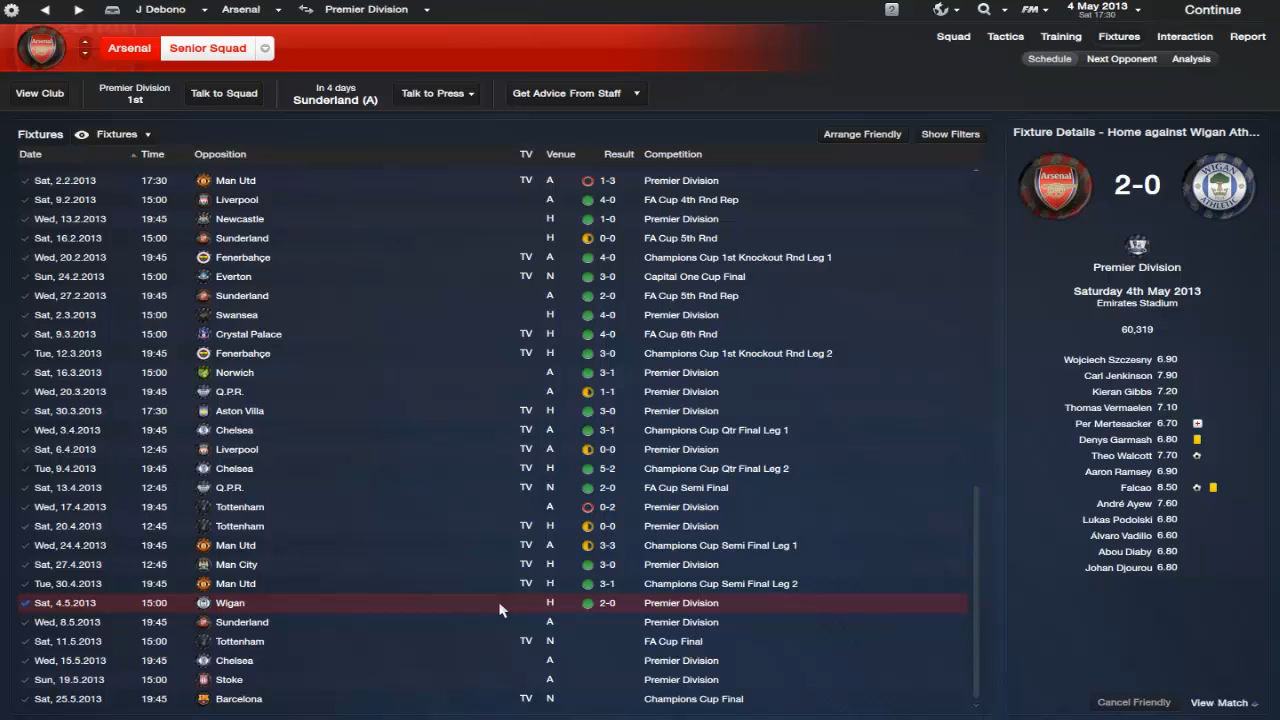 J Debono Arsenal Premier Division ? FM 4 May 2013 Sat 17:30 Continue
Arsenal Senior Squad Squad Tactics Training Fixtures Interaction Report
Schedule Next Opponent Analysis
View Club Premier Division 1st Talk to Squad In 4 days Sunderland (A) Talk to Press Get Advice From Staff
Fixtures Fixtures Arrange Friendly Show Filters
Date Time Opposition TV Venue Result Competition
Sat, 2.2.2013 17:30 Man Utd TV A 1-3 Premier Division
Sat, 9.2.2013 15:00 Liverpool A 4-0 FA Cup 4th Rnd Rep
Wed, 13.2.2013 19:45 Newcastle H 1-0 Premier Division
Sat, 16.2.2013 15:00 Sunderland H 0-0 FA Cup 5th Rnd
Wed, 20.2.2013 19:45 Fenerbahçe TV A 4-0 Champions Cup 1st Knockout Rnd Leg 1
Sun, 24.2.2013 15:00 Everton TV N 3-0 Capital One Cup Final
Wed, 27.2.2013 19:45 Sunderland A 2-0 FA Cup 5th Rnd Rep
Sat, 2.3.2013 15:00 Swansea H 4-0 Premier Division
Sat, 9.3.2013 15:00 Crystal Palace TV H 4-0 FA Cup 6th Rnd
Tue, 12.3.2013 19:45 Fenerbahçe TV H 3-0 Champions Cup 1st Knockout Rnd Leg 2
Sat, 16.3.2013 15:00 Norwich A 3-1 Premier Division
Wed, 20.3.2013 19:45 Q.P.R. A 1-1 Premier Division
Sat, 30.3.2013 17:30 Aston Villa TV H 3-0 Premier Division
Wed, 3.4.2013 19:45 Chelsea TV A 3-1 Champions Cup Qtr Final Leg 1
Sat, 6.4.2013 12:45 Liverpool TV A 0-0 Premier Division
Tue, 9.4.2013 19:45 Chelsea TV H 5-2 Champions Cup Qtr Final Leg 2
Sat, 13.4.2013 12:45 Q.P.R. TV N 2-0 FA Cup Semi Final
Wed, 17.4.2013 19:45 Tottenham A 0-2 Premier Division
Sat, 20.4.2013 12:45 Tottenham TV H 0-0 Premier Division
Wed, 24.4.2013 19:45 Man Utd TV A 3-3 Champions Cup Semi Final Leg 1
Sat, 27.4.2013 12:45 Man City TV H 3-0 Premier Division
Tue, 30.4.2013 19:45 Man Utd TV H 3-1 Champions Cup Semi Final Leg 2
Sat, 4.5.2013 15:00 Wigan H 2-0 Premier Division
Wed, 8.5.2013 19:45 Sunderland A Premier Division
Sat, 11.5.2013 15:00 Tottenham TV N FA Cup Final
Wed, 15.5.2013 19:45 Chelsea A Premier Division
Sun, 19.5.2013 15:00 Stoke A Premier Division
Sat, 25.5.2013 19:45 Barcelona TV N Champions Cup Final
Fixture Details - Home against Wigan Ath...
Arsenal 2-0 WIGAN ATHLETIC
Premier Division
Saturday 4th May 2013
Emirates Stadium
60,319
Wojciech Szczesny 6.90
Carl Jenkinson 7.90
Kieran Gibbs 7.20
Thomas Vermaelen 7.10
Per Mertesacker 6.70
Denys Garmash 6.80
Theo Walcott 7.70
Aaron Ramsey 6.90
Falcao 8.50
André Ayew 7.60
Lukas Podolski 6.80
Álvaro Vadillo 6.60
Abou Diaby 6.80
Johan Djourou 6.80
Cancel Friendly View Match